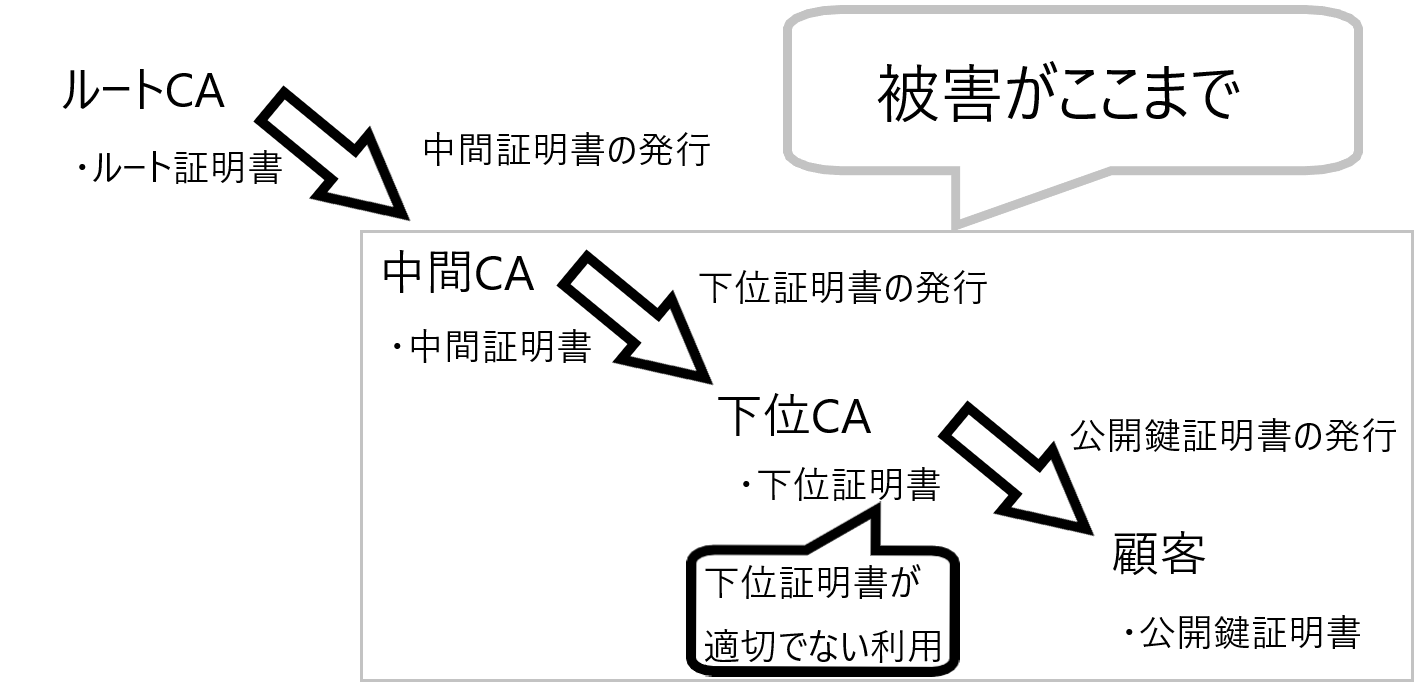 ルートCA
・ルート証明書
中間証明書の発行
被害がここまで
中間CA
・中間証明書
下位証明書の発行
下位CA
・下位証明書
公開鍵証明書の発行
下位証明書が
適切でない利用
顧客
・公開鍵証明書